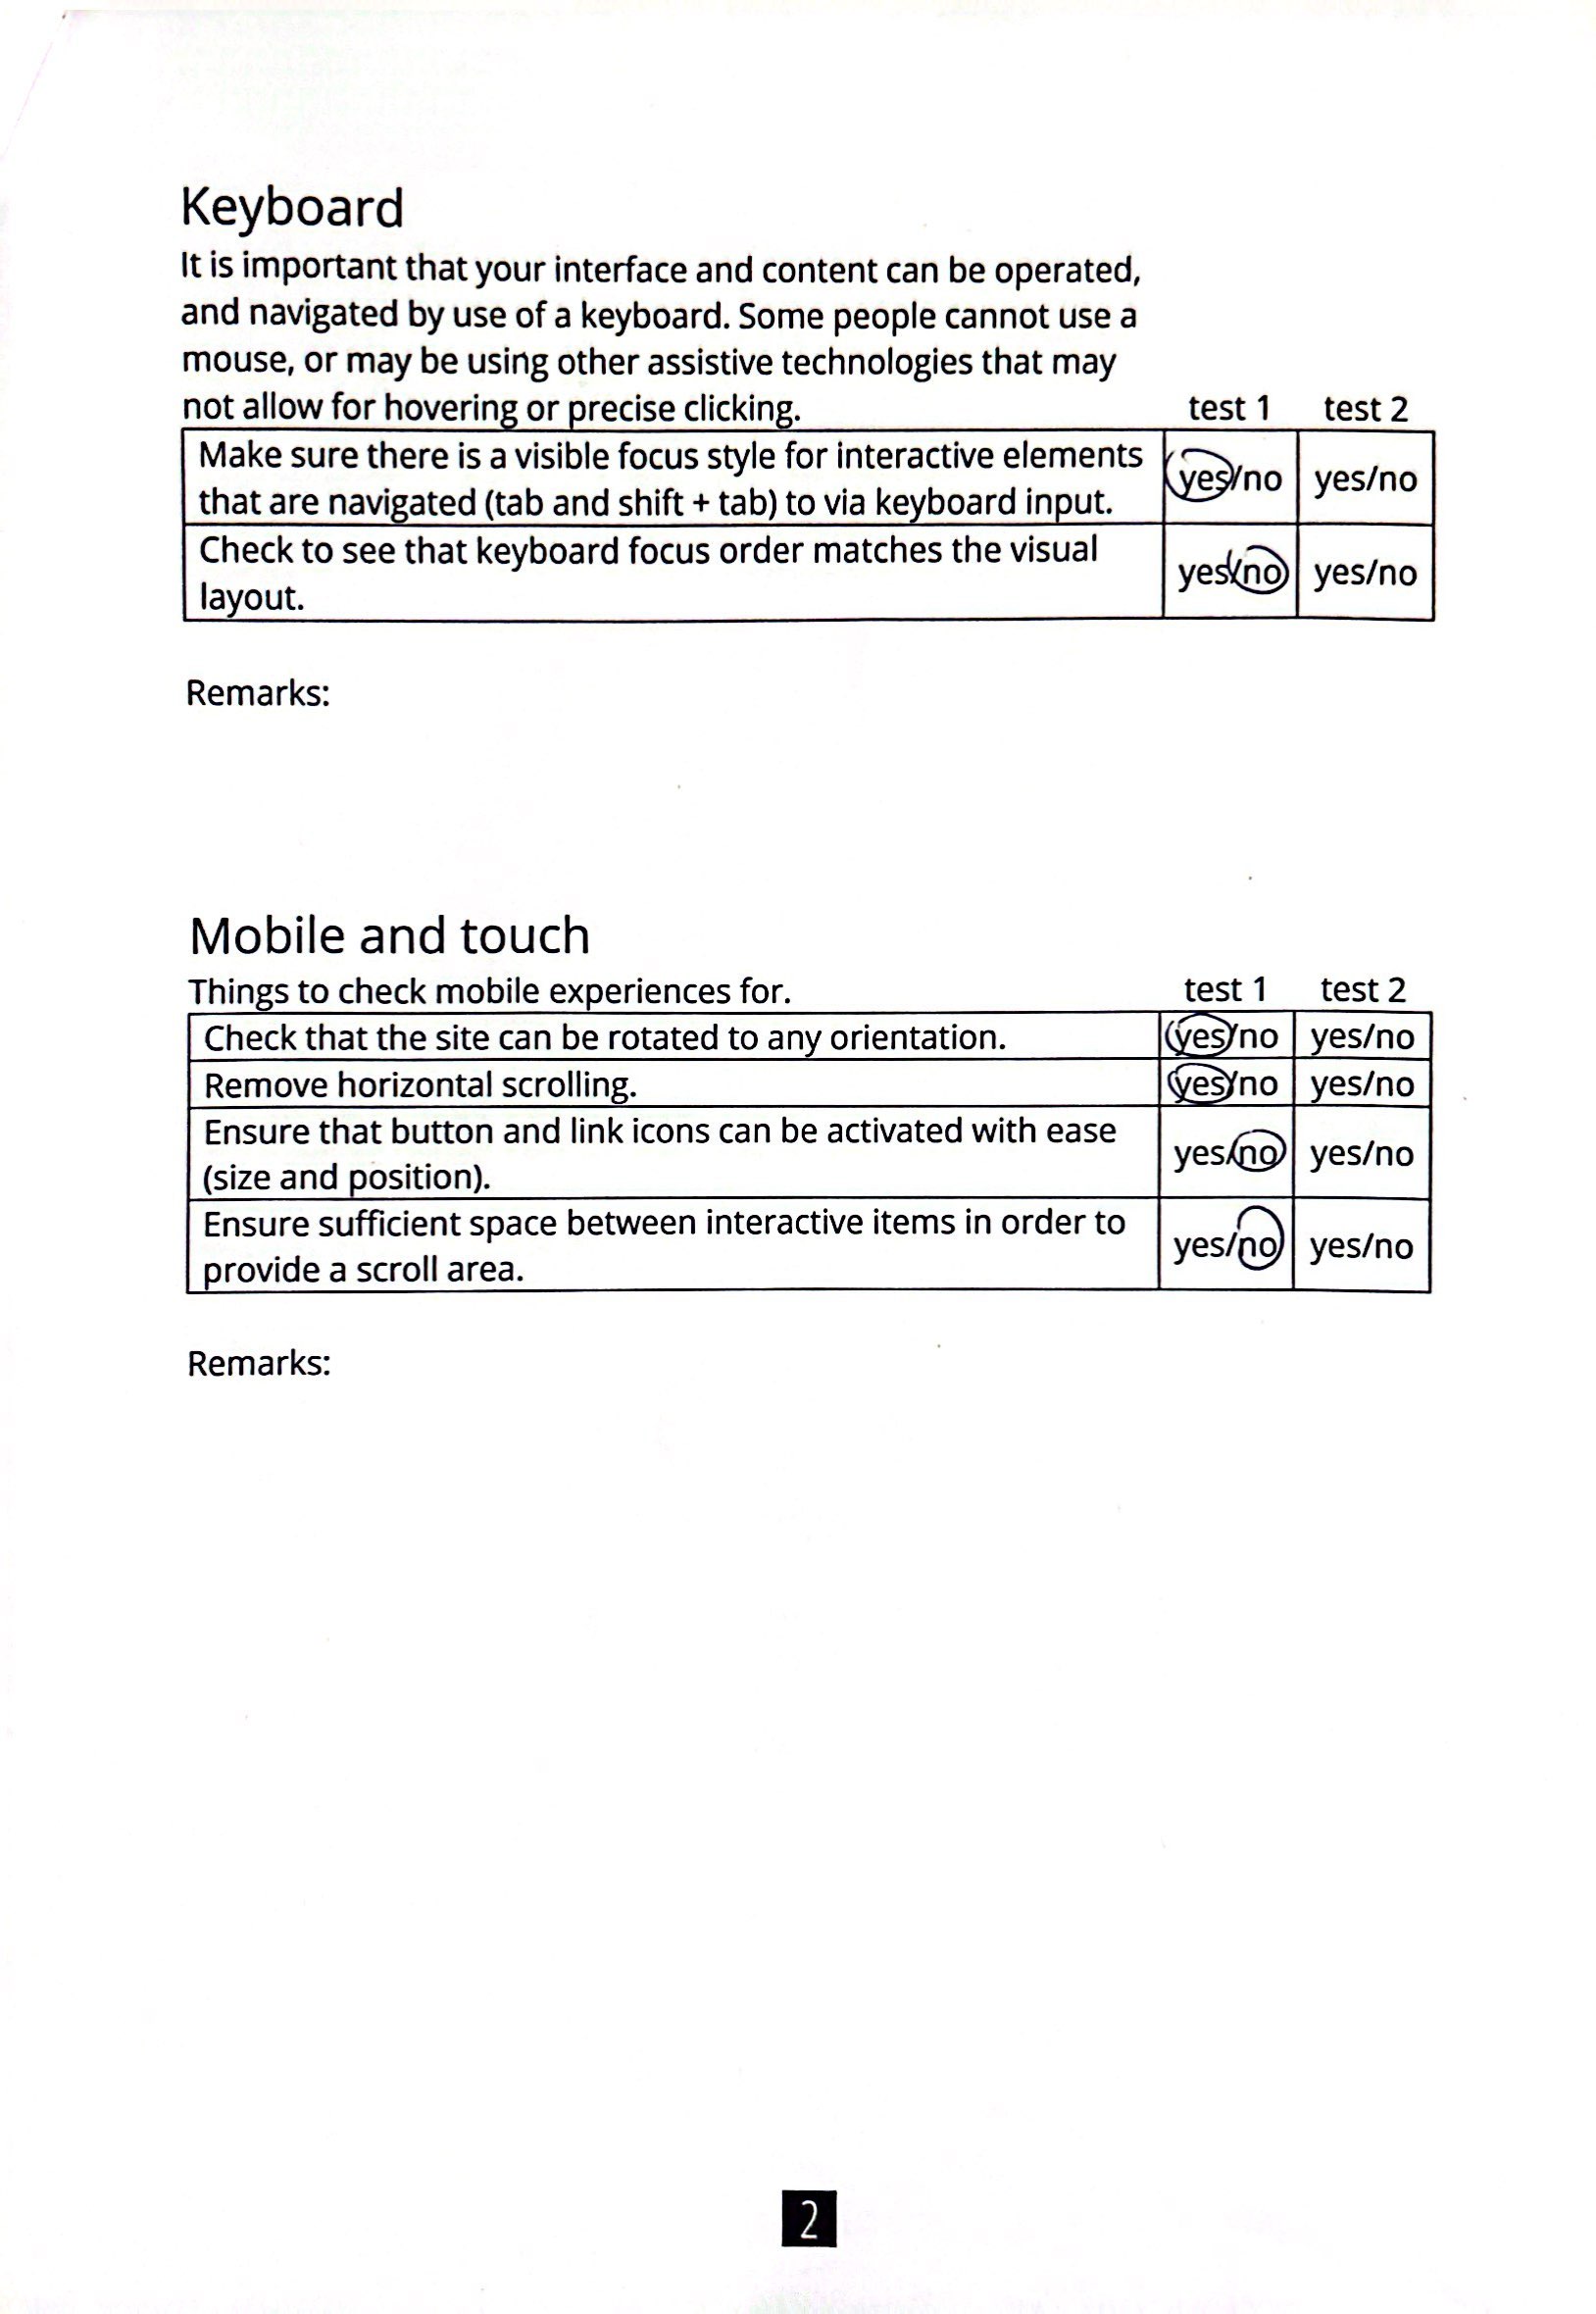 Keyboard
It is important that your interface and content can be operated,
and navigated by use of a keyboard. Some people cannot use a
mouse, or may be using other assistive technologies that may
not allow for hovering or precise clicking. test 1 test 2
Make sure there is a visible focus style for interactive elements
that are navigated (tab and shift + tab) to via keyboard input.
yes/no yes/no
Check to see that keyboard focus order matches the visual
layout.
yes/no yes/no
Remarks:
Mobile and touch
Things to check mobile experiences for. test 1 test 2
Check that the site can be rotated to any orientation. yes/no yes/no
Remove horizontal scrolling. yes/no yes/no
Ensure that button and link icons can be activated with ease
(size and position).
yes/no yes/no
Ensure sufficient space between interactive items in order to
provide a scroll area.
yes/no yes/no
Remarks:
2